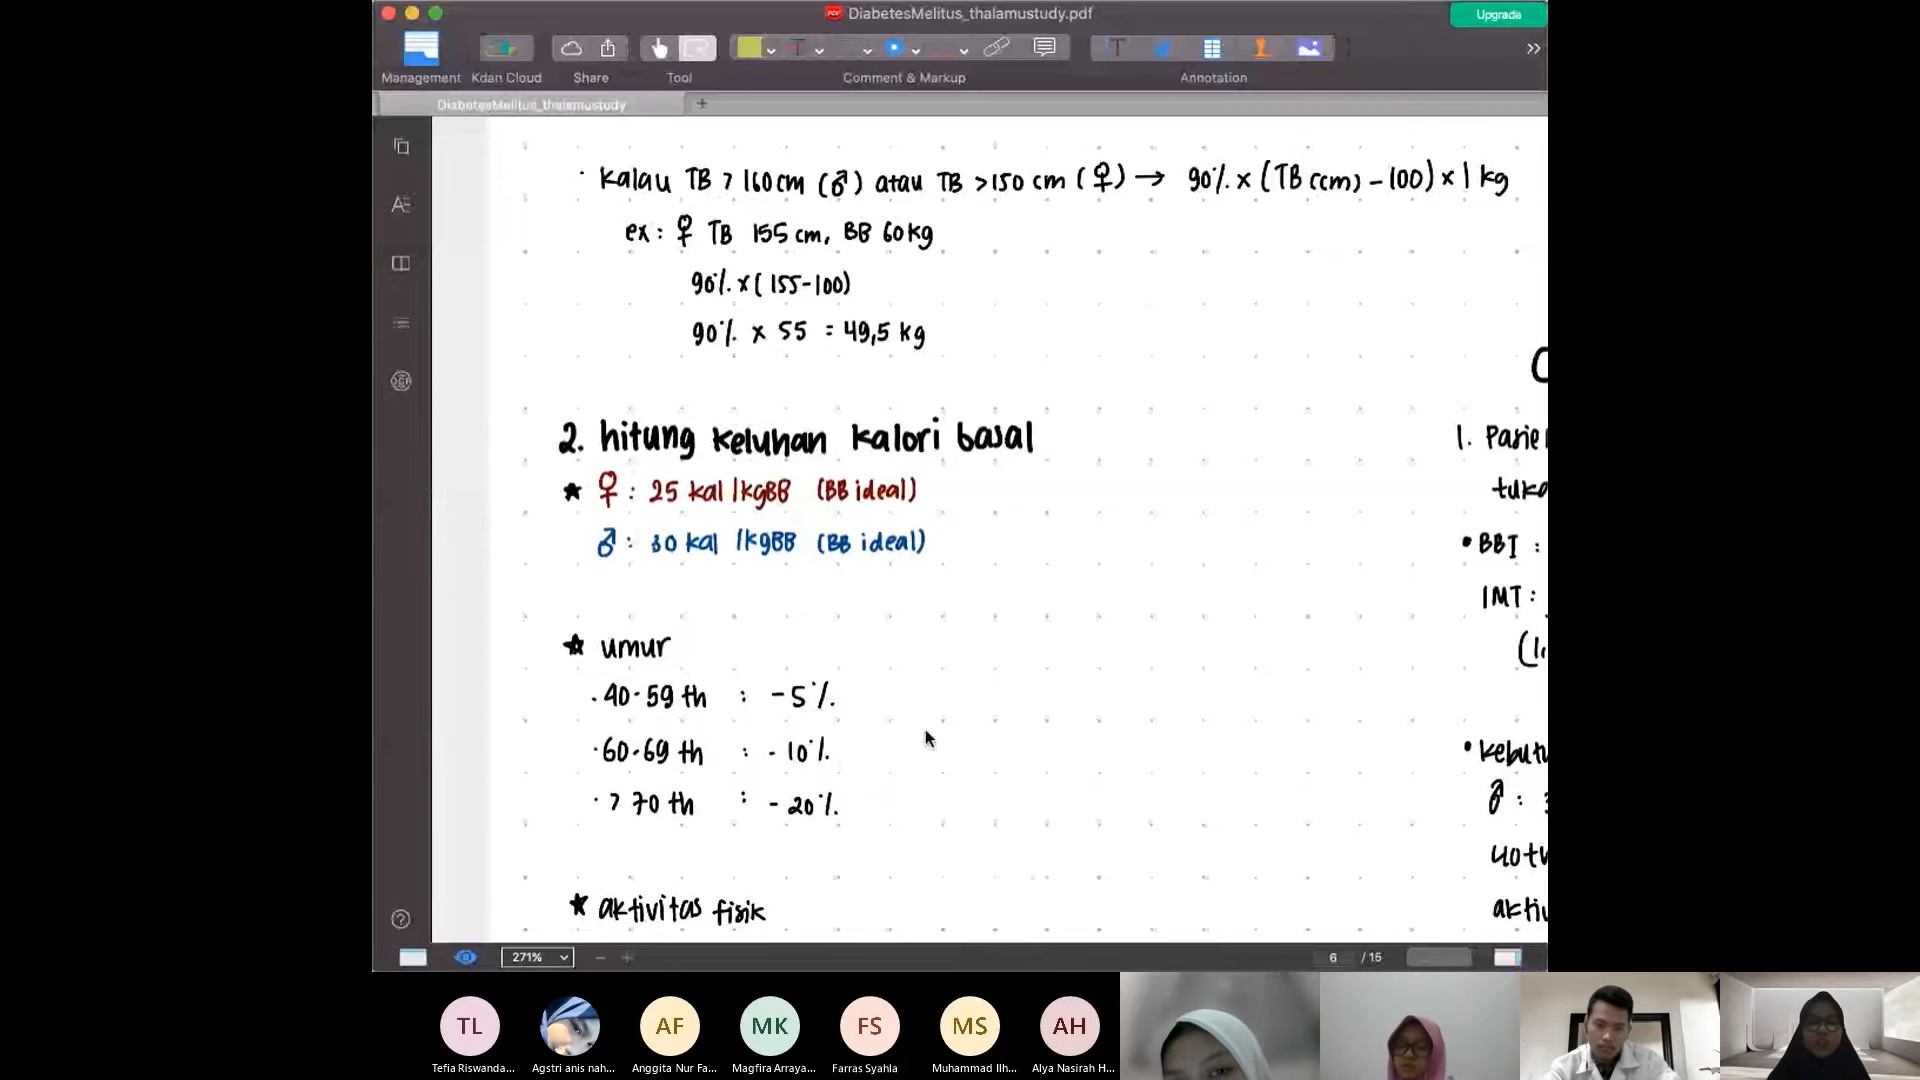 DiabetesMelitus_thalamustudy.pdf
Upgrade
Management Kdan Cloud Share Tool Comment & Markup Annotation
DiabetesMelitus_thalamustudy
• Kalau TB > 160 cm (♂) atau TB > 150 cm (♀) → 90% x (TB (cm) - 100) x 1 kg
ex: ♀ TB 155 cm, BB 60 kg
90% x (155-100)
90% x 55 = 49,5 kg
2. hitung keluhan kalori basal
★ ♀ : 25 kal /kgBB (BB ideal)
♂ : 30 kal /kgBB (BB ideal)
★ umur
• 40-59 th : -5%
• 60-69 th : -10%
• > 70 th : -20%
★ aktivitas fisik
1. Pasie
tuka
• BBI :
IMT :
• Kebutu
♂ :
aktiv
271%
6 / 15
TL AF MK FS MS AH
Tefia Riswanda... Agstri anis nah... Anggita Nur Fa... Magfira Arraya... Farras Syahla Muhammad Ilh... Alya Nasirah H...